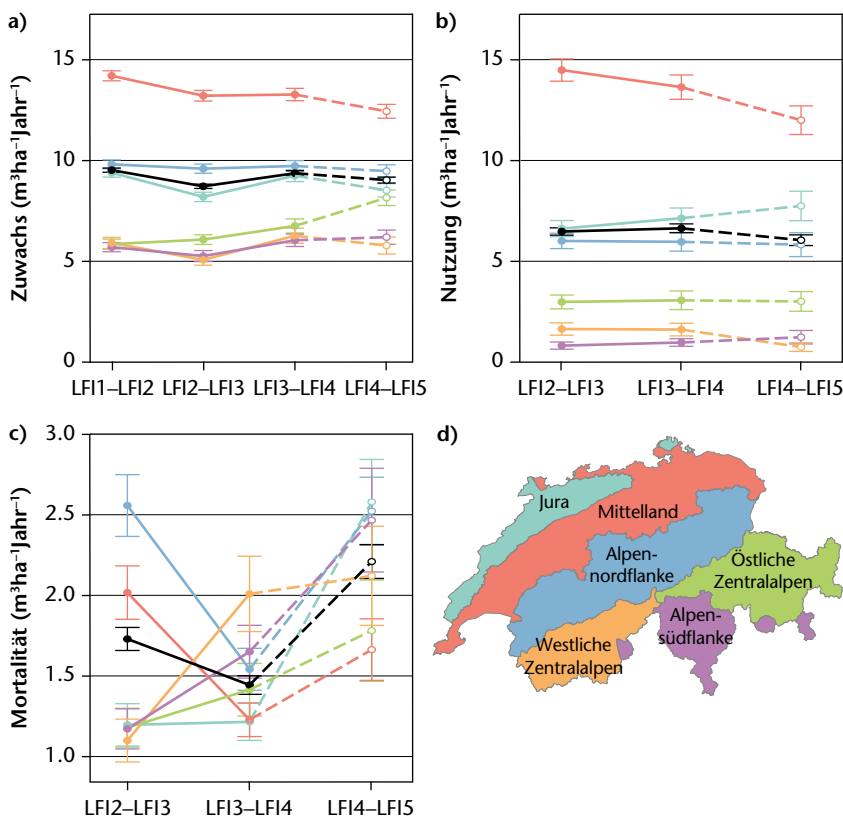 a)
Zuwachs (m³ha⁻¹Jahr⁻¹)
15
10
5
0
LFI1–LFI2 LFI2–LFI3 LFI3–LFI4 LFI4–LFI5
b)
Nutzung (m³ha⁻¹Jahr⁻¹)
15
10
5
0
LFI2–LFI3 LFI3–LFI4 LFI4–LFI5
c)
Mortalität (m³ha⁻¹Jahr⁻¹)
3.0
2.5
2.0
1.5
1.0
LFI2–LFI3 LFI3–LFI4 LFI4–LFI5
d)
Jura
Mittelland
Alpen-
nordflanke
Östliche
Zentralalpen
Alpen-
südflanke
Westliche
Zentralalpen